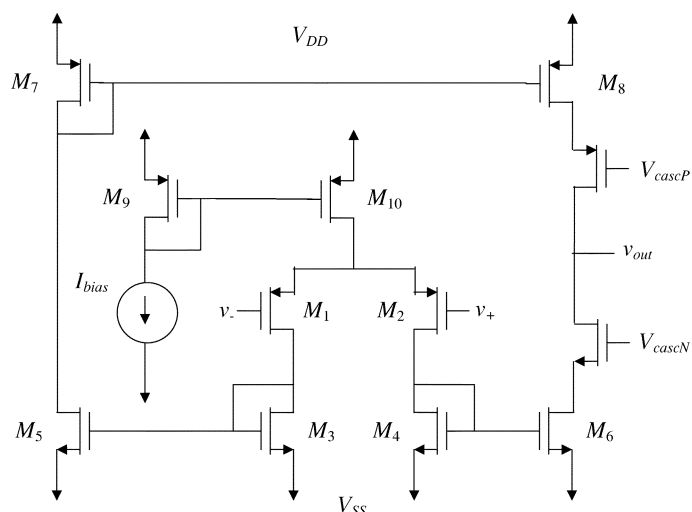 V_DD
M_7
M_8
V_cascP
M_9
M_10
v_out
I_bias
v_-
M_1
M_2
v_+
V_cascN
M_5
M_3
M_4
M_6
V_SS